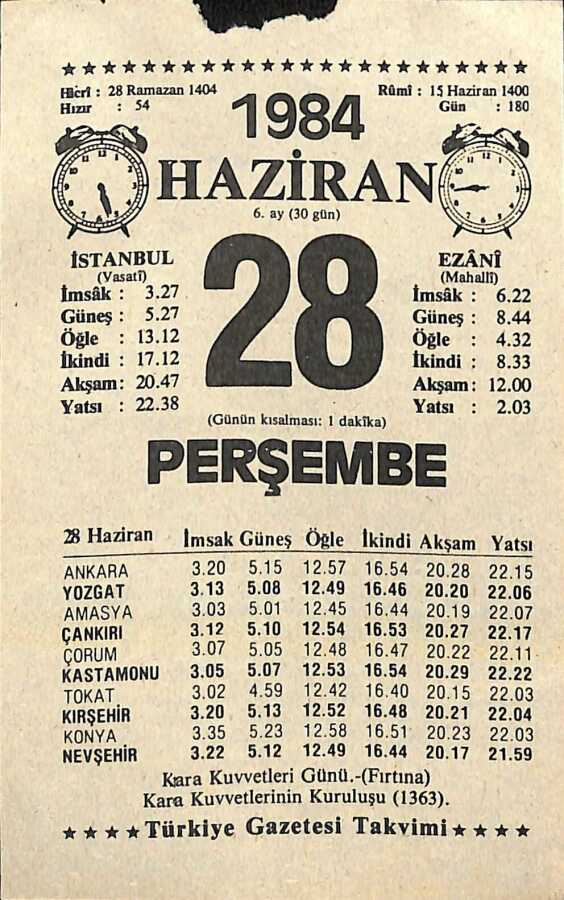 ★★★★★★★★★★★★★★★★★★★★★★★
Hicrî : 28 Ramazan 1404
Hızır : 54
Rûmî : 15 Haziran 1400
Gün : 180
1984
HAZİRAN
6. ay (30 gün)
28
İSTANBUL
(Vasatî)
İmsâk : 3.27
Güneş : 5.27
Öğle : 13.12
İkindi : 17.12
Akşam : 20.47
Yatsı : 22.38
EZÂNÎ
(Mahallî)
İmsâk : 6.22
Güneş : 8.44
Öğle : 4.32
İkindi : 8.33
Akşam : 12.00
Yatsı : 2.03
(Günün kısalması: 1 dakîka)
PERŞEMBE
28 Haziran İmsak Güneş Öğle İkindi Akşam Yatsı
ANKARA 3.20 5.15 12.57 16.54 20.28 22.15
YOZGAT 3.13 5.08 12.49 16.46 20.20 22.06
AMASYA 3.03 5.01 12.45 16.44 20.19 22.07
ÇANKIRI 3.12 5.10 12.54 16.53 20.27 22.17
ÇORUM 3.07 5.05 12.48 16.47 20.22 22.11
KASTAMONU 3.05 5.07 12.53 16.54 20.29 22.22
TOKAT 3.02 4.59 12.42 16.40 20.15 22.03
KIRŞEHİR 3.20 5.13 12.52 16.48 20.21 22.04
KONYA 3.35 5.23 12.58 16.51 20.23 22.03
NEVŞEHİR 3.22 5.12 12.49 16.44 20.17 21.59
Kara Kuvvetleri Günü.-(Fırtına)
Kara Kuvvetlerinin Kuruluşu (1363).
★★★★Türkiye Gazetesi Takvimi★★★★